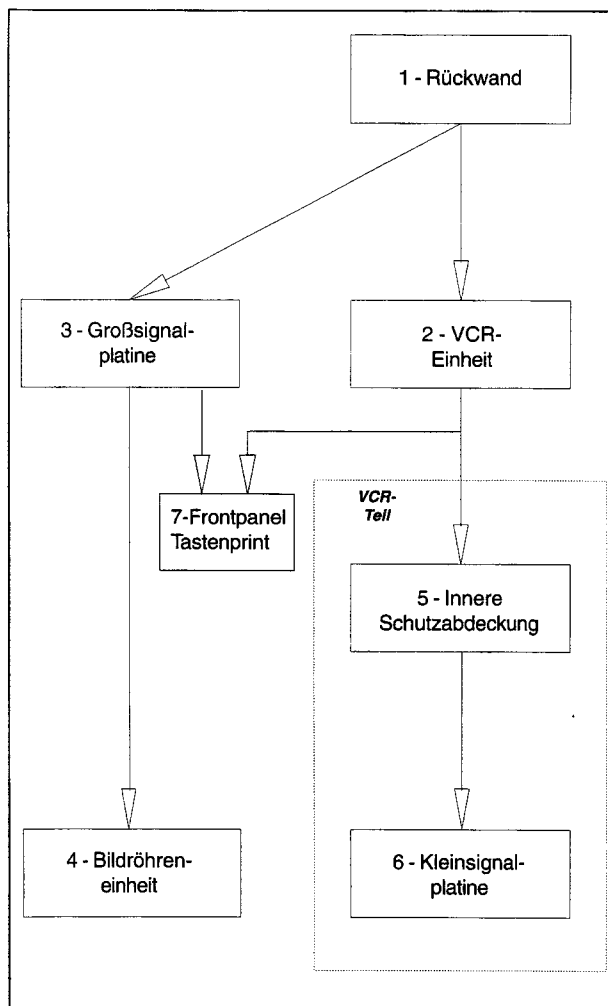 1 - Rückwand
3 - Großsignal-
platine
2 - VCR-
Einheit
7-Frontpanel
Tastenprint
VCR-
Teil
5 - Innere
Schutzabdeckung
4 - Bildröhren-
einheit
6 - Kleinsignal-
platine